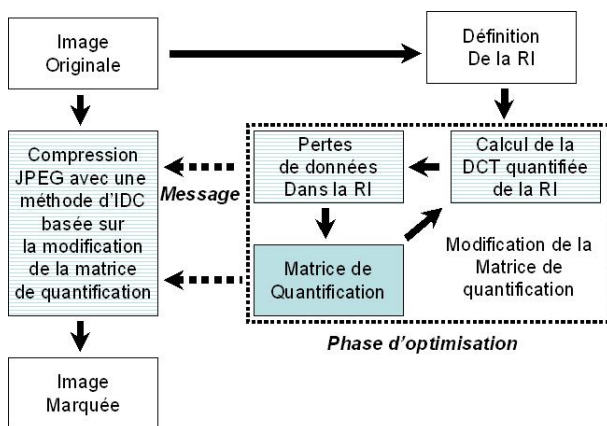 Image
Originale
Définition
De la RI
Compression
JPEG avec une
méthode d'IDC
basée sur
la modification
de la matrice
de quantification
Message
Pertes
de données
Dans la RI
Calcul de la
DCT quantifiée
de la RI
Matrice de
Quantification
Modification de la
Matrice de
quantification
Phase d'optimisation
Image
Marquée